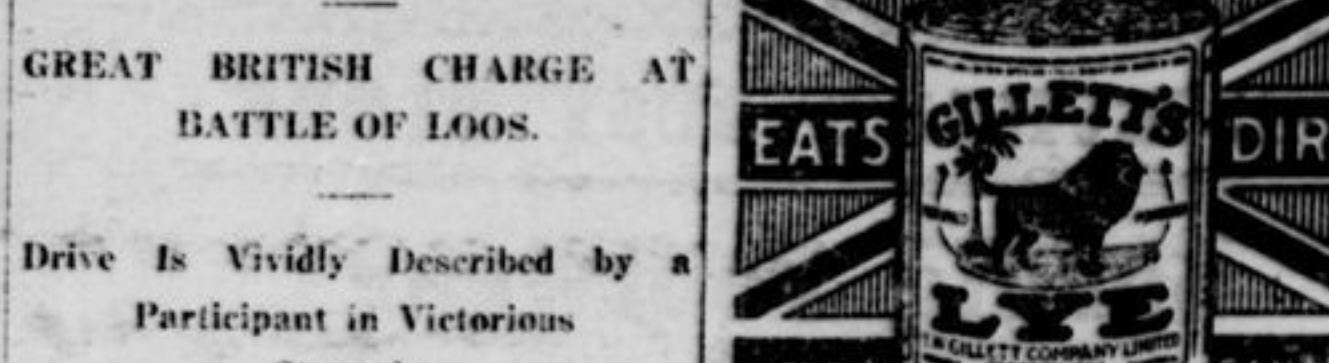 GREAT BRITISH CHARGE AT
BATTLE OF LOOS.
Drive Is Vividly Described by a
Participant in Victorious
EATS
GILLETT'S
LYE
GILLETT COMPANY LIMITED
DIR